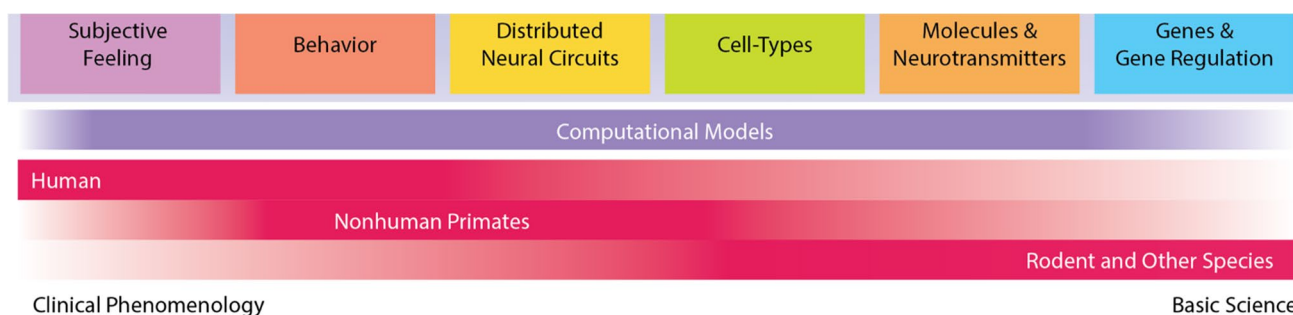 Subjective
Feeling
Behavior
Distributed
Neural Circuits
Cell-Types
Molecules &
Neurotransmitters
Genes &
Gene Regulation
Computational Models
Human
Nonhuman Primates
Rodent and Other Species
Clinical Phenomenology
Basic Science